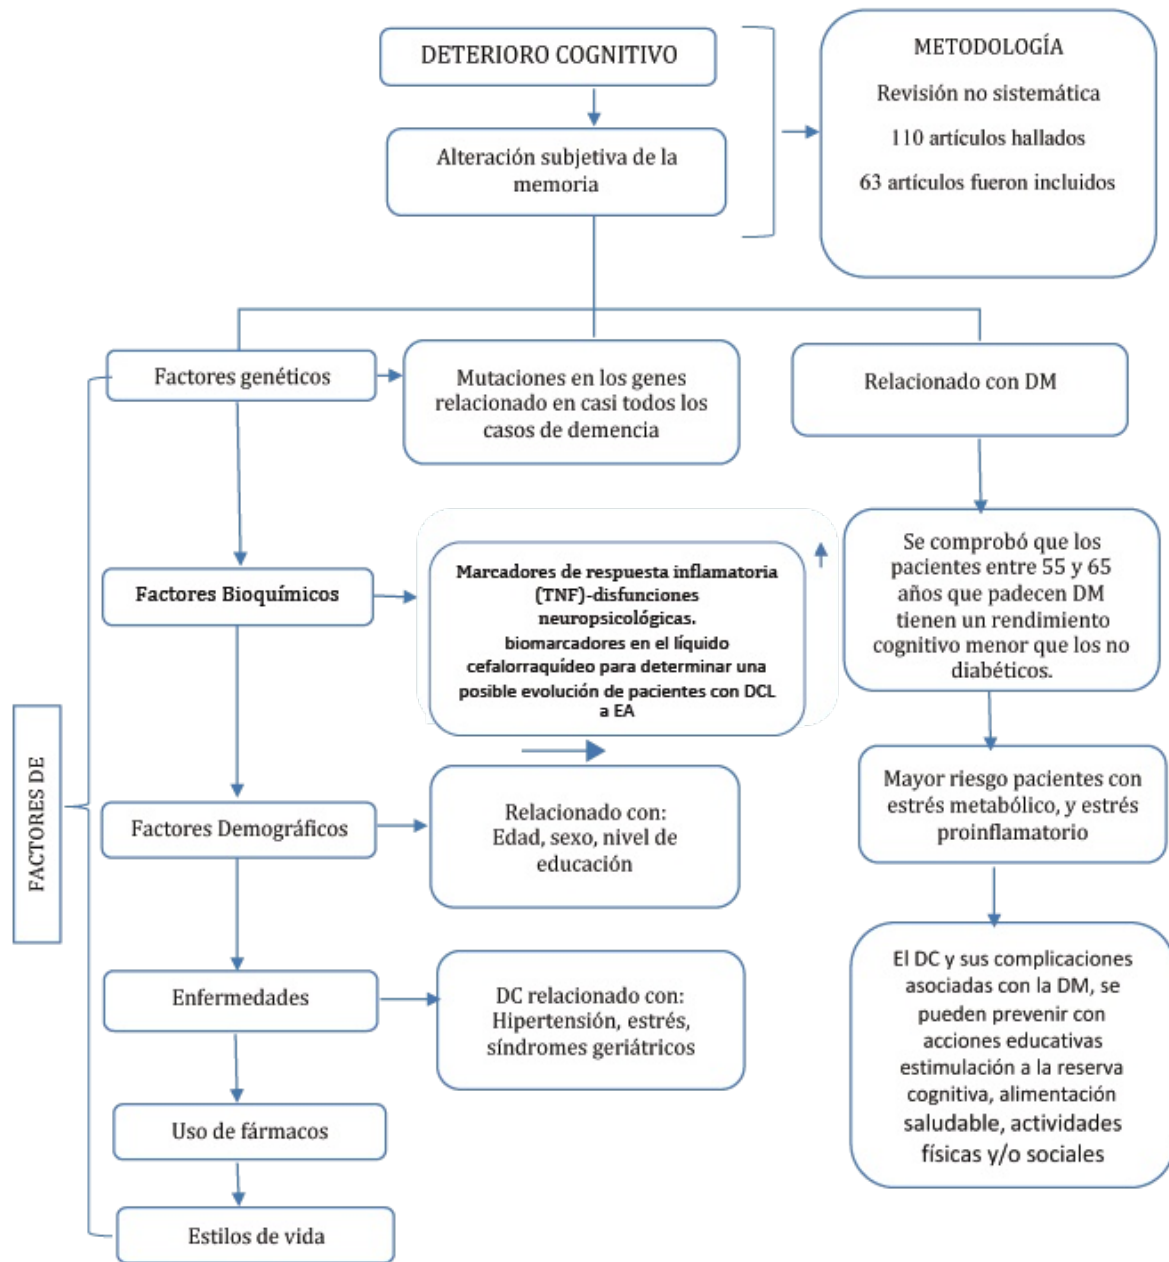 DETERIORO COGNITIVO
Alteración subjetiva de la
memoria
METODOLOGÍA
Revisión no sistemática
110 artículos hallados
63 artículos fueron incluidos
FACTORES DE
Factores genéticos
Mutaciones en los genes
relacionado en casi todos los
casos de demencia
Factores Bioquímicos
Marcadores de respuesta inflamatoria
(TNF)-disfunciones
neuropsicológicas.
biomarcadores en el líquido
cefalorraquídeo para determinar una
posible evolución de pacientes con DCL
a EA
Factores Demográficos
Relacionado con:
Edad, sexo, nivel de
educación
Enfermedades
DC relacionado con:
Hipertensión, estrés,
síndromes geriátricos
Uso de fármacos
Estilos de vida
Relacionado con DM
Se comprobó que los
pacientes entre 55 y 65
años que padecen DM
tienen un rendimiento
cognitivo menor que los no
diabéticos.
Mayor riesgo pacientes con
estrés metabólico, y estrés
proinflamatorio
El DC y sus complicaciones
asociadas con la DM, se
pueden prevenir con
acciones educativas
estimulación a la reserva
cognitiva, alimentación
saludable, actividades
físicas y/o sociales